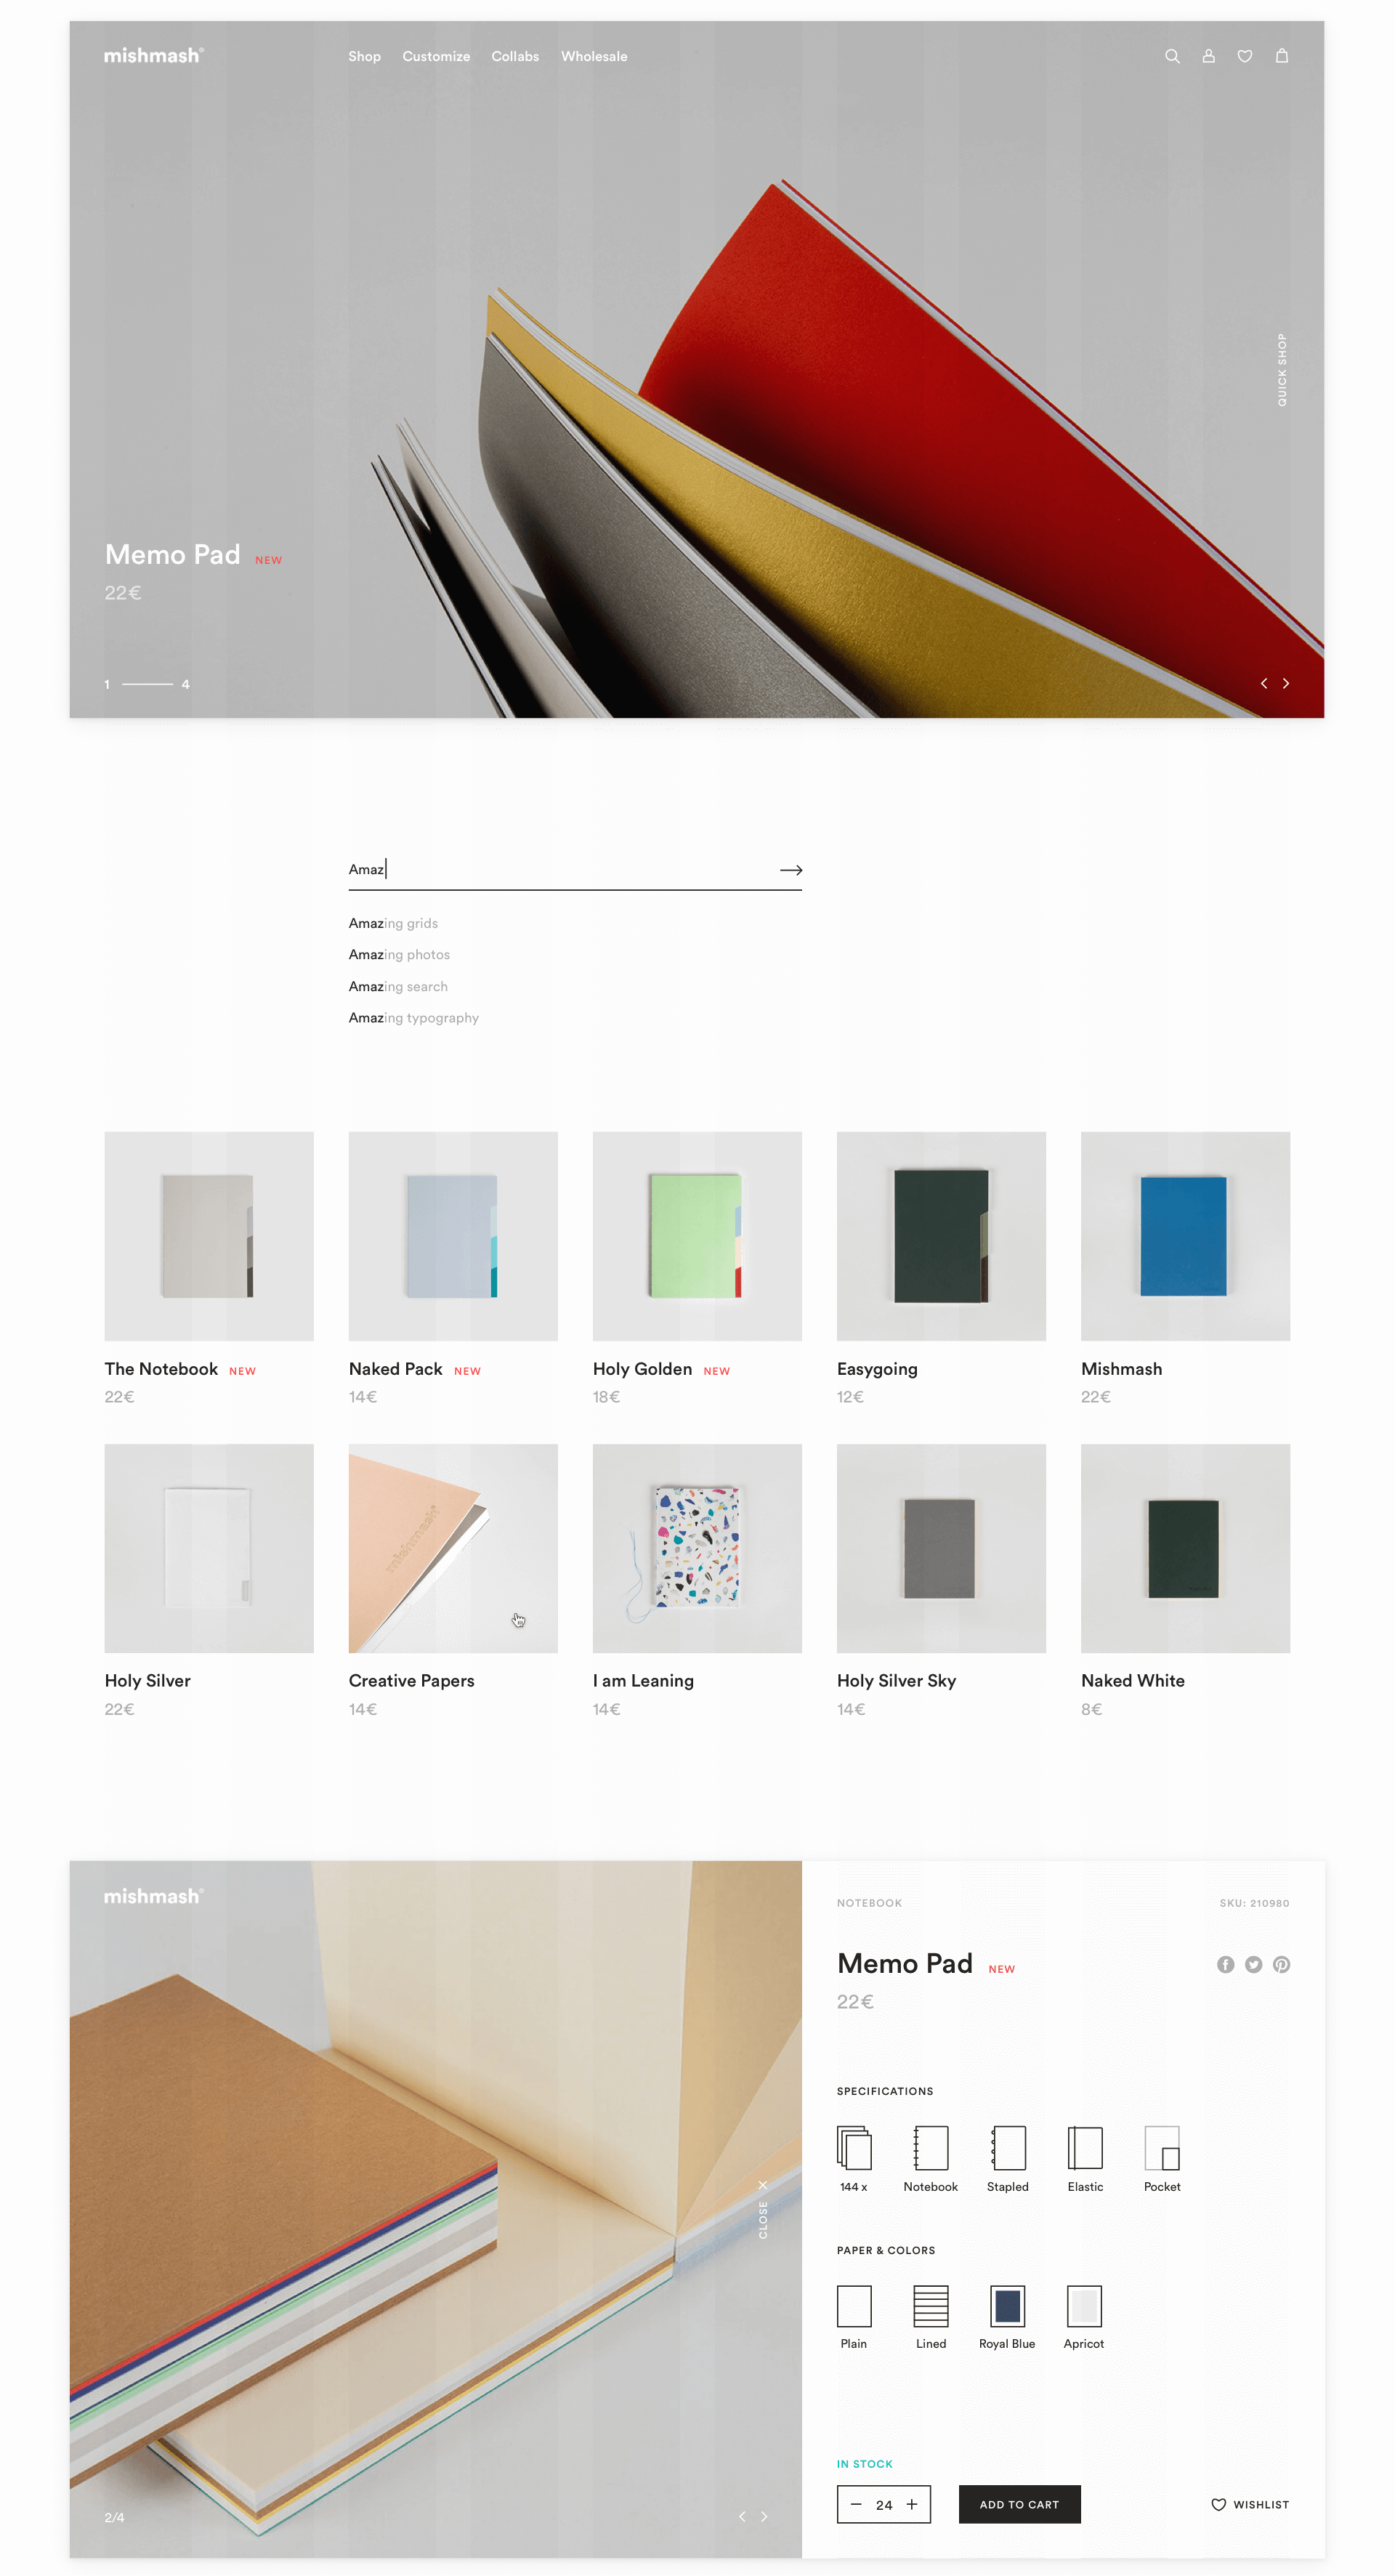 mishmash®
Shop Customize Collabs Wholesale
QUICK SHOP
Memo Pad NEW
22€
1 4
Amaz
Amazing grids
Amazing photos
Amazing search
Amazing typography
The Notebook NEW
22€
Naked Pack NEW
14€
Holy Golden NEW
18€
Easygoing
12€
Mishmash
22€
mishmash
Holy Silver
22€
Creative Papers
14€
I am Leaning
14€
Holy Silver Sky
14€
Naked White
8€
mishmash®
CLOSE
2/4
NOTEBOOK SKU: 210980
Memo Pad NEW
22€
SPECIFICATIONS
144 x Notebook Stapled Elastic Pocket
PAPER & COLORS
Plain Lined Royal Blue Apricot
IN STOCK
24 ADD TO CART WISHLIST